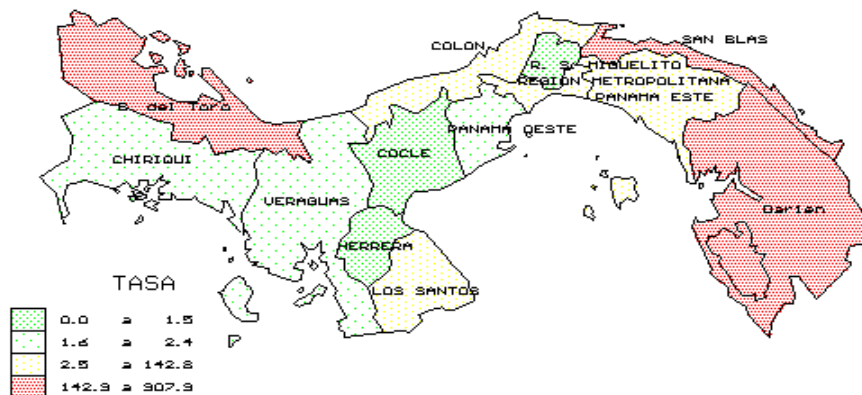 COLON
SAN BLAS
R. S. MIGUELITO
REGION METROPOLITANA
PANAMA ESTE
B. del Toro
PANAMA OESTE
CHIRIQUI
COCLE
VERAGUAS
Darien
HERRERA
LOS SANTOS
TASA
0.0 a 1.5
1.6 a 2.4
2.5 a 142.8
142.9 a 907.9